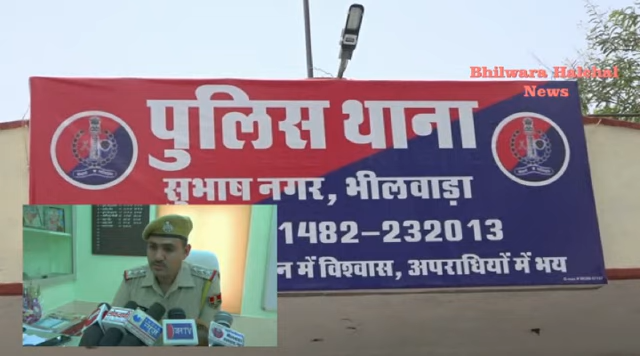 Bhilwara Halchal
News
पुलिस थाना
सुभाष नगर, भीलवाड़ा
1482-232013
में विश्वास, अपराधियों में भय